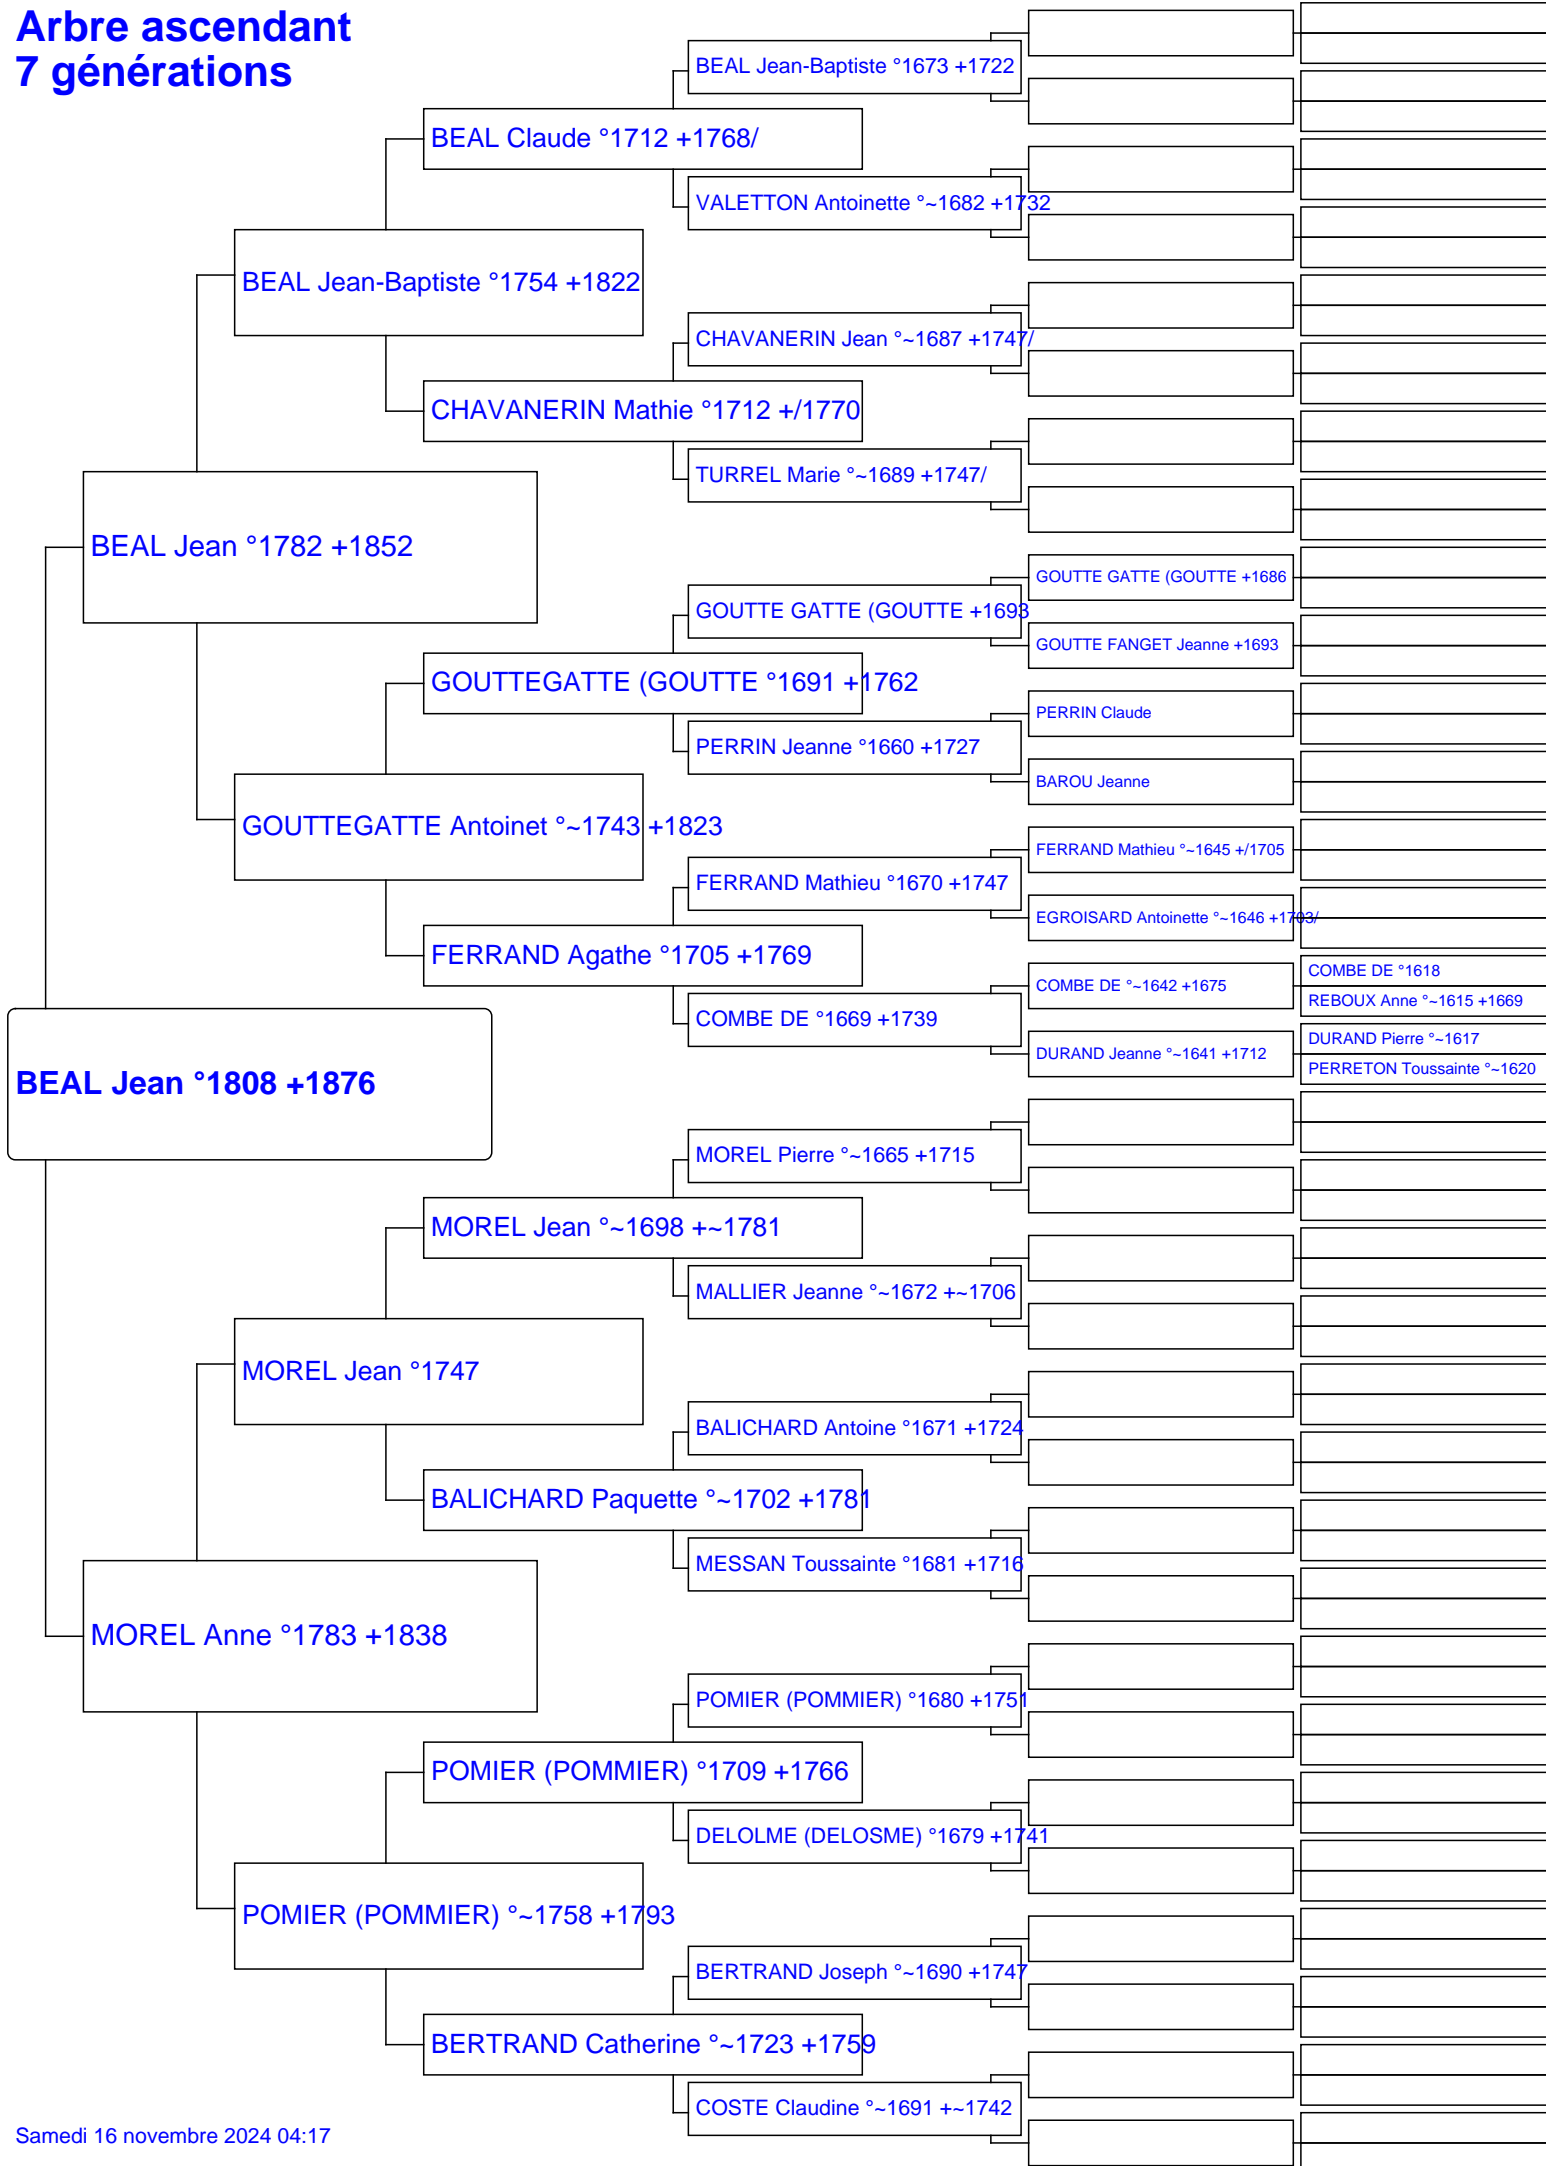 Arbre ascendant
7 générations
BEAL Jean-Baptiste °1673 +1722
BEAL Claude °1712 +1768/
VALETTON Antoinette °~1682 +1732
BEAL Jean-Baptiste °1754 +1822
CHAVANERIN Jean °~1687 +1747/
CHAVANERIN Mathie °1712 +/1770
TURREL Marie °~1689 +1747/
BEAL Jean °1782 +1852
GOUTTE GATTE (GOUTTE +1686
GOUTTE GATTE (GOUTTE +1693
GOUTTE FANGET Jeanne +1693
GOUTTEGATTE (GOUTTE °1691 +1762
PERRIN Claude
PERRIN Jeanne °1660 +1727
BAROU Jeanne
GOUTTEGATTE Antoinet °~1743 +1823
FERRAND Mathieu °~1645 +/1705
FERRAND Mathieu °1670 +1747
EGROISARD Antoinette °~1646 +1703/
FERRAND Agathe °1705 +1769
COMBE DE °1618
COMBE DE °~1642 +1675
REBOUX Anne °~1615 +1669
COMBE DE °1669 +1739
DURAND Pierre °~1617
DURAND Jeanne °~1641 +1712
PERRETON Toussainte °~1620
BEAL Jean °1808 +1876
MOREL Pierre °~1665 +1715
MOREL Jean °~1698 +~1781
MALLIER Jeanne °~1672 +~1706
MOREL Jean °1747
BALICHARD Antoine °1671 +1724
BALICHARD Paquette °~1702 +1781
MESSAN Toussainte °1681 +1716
MOREL Anne °1783 +1838
POMIER (POMMIER) °1680 +1751
POMIER (POMMIER) °1709 +1766
DELOLME (DELOSME) °1679 +1741
POMIER (POMMIER) °~1758 +1793
BERTRAND Joseph °~1690 +1747
BERTRAND Catherine °~1723 +1759
COSTE Claudine °~1691 +~1742
Samedi 16 novembre 2024 04:17